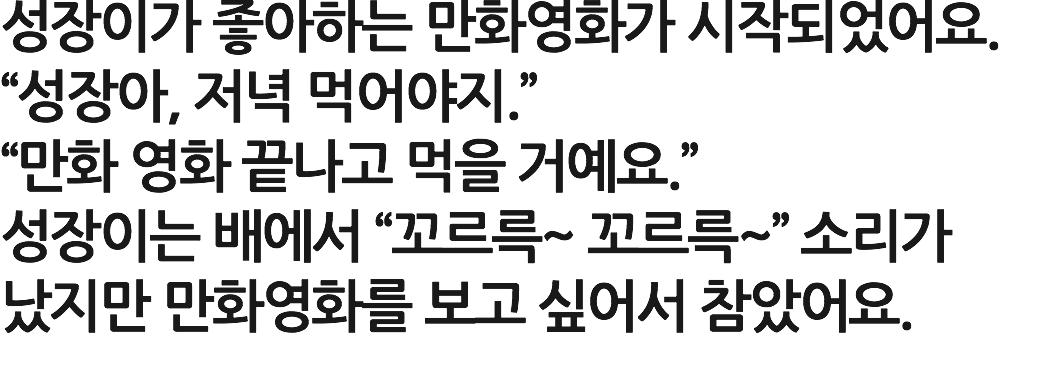 성장이가 좋아하는 만화영화가 시작되었어요.
“성장아, 저녁 먹어야지.”
“만화 영화 끝나고 먹을 거예요.”
성장이는 배에서 “꼬르륵~ 꼬르륵~” 소리가
났지만 만화영화를 보고 싶어서 참았어요.